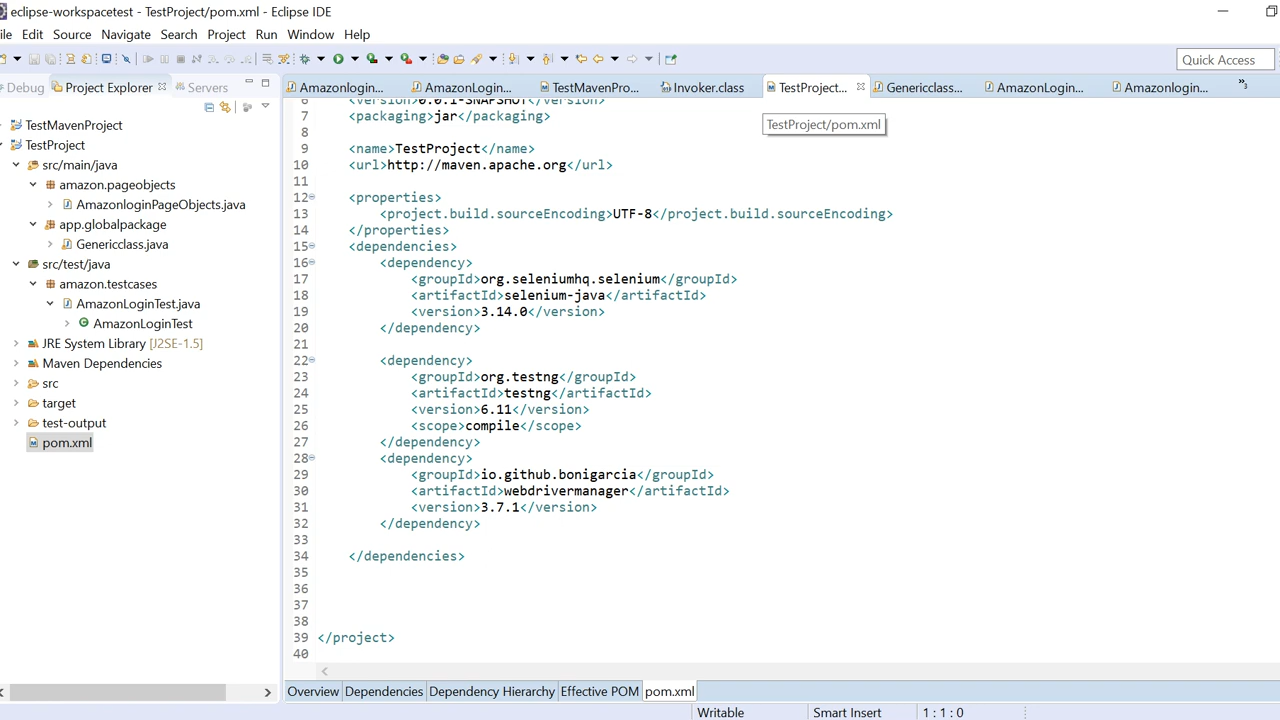 eclipse-workspacetest - TestProject/pom.xml - Eclipse IDE
Edit Source Navigate Search Project Run Window Help
Quick Access
Debug Project Explorer Servers
Amazonlogin... AmazonLogin... TestMavenPro... Invoker.class TestProject... Genericclass... AmazonLogin... Amazonlogin...
TestProject/pom.xml
TestMavenProject
TestProject
src/main/java
amazon.pageobjects
AmazonloginPageObjects.java
app.globalpackage
Genericclass.java
src/test/java
amazon.testcases
AmazonLoginTest.java
AmazonLoginTest
JRE System Library [J2SE-1.5]
Maven Dependencies
src
target
test-output
pom.xml
6 <version>0.0.1-SNAPSHOT</version>
7 <packaging>jar</packaging>
8
9 <name>TestProject</name>
10 <url>http://maven.apache.org</url>
11
12 <properties>
13 <project.build.sourceEncoding>UTF-8</project.build.sourceEncoding>
14 </properties>
15 <dependencies>
16 <dependency>
17 <groupId>org.seleniumhq.selenium</groupId>
18 <artifactId>selenium-java</artifactId>
19 <version>3.14.0</version>
20 </dependency>
21
22 <dependency>
23 <groupId>org.testng</groupId>
24 <artifactId>testng</artifactId>
25 <version>6.11</version>
26 <scope>compile</scope>
27 </dependency>
28 <dependency>
29 <groupId>io.github.bonigarcia</groupId>
30 <artifactId>webdrivermanager</artifactId>
31 <version>3.7.1</version>
32 </dependency>
33
34 </dependencies>
35
36
37
38
39 </project>
40
Overview Dependencies Dependency Hierarchy Effective POM pom.xml
Writable Smart Insert 1 : 1 : 0